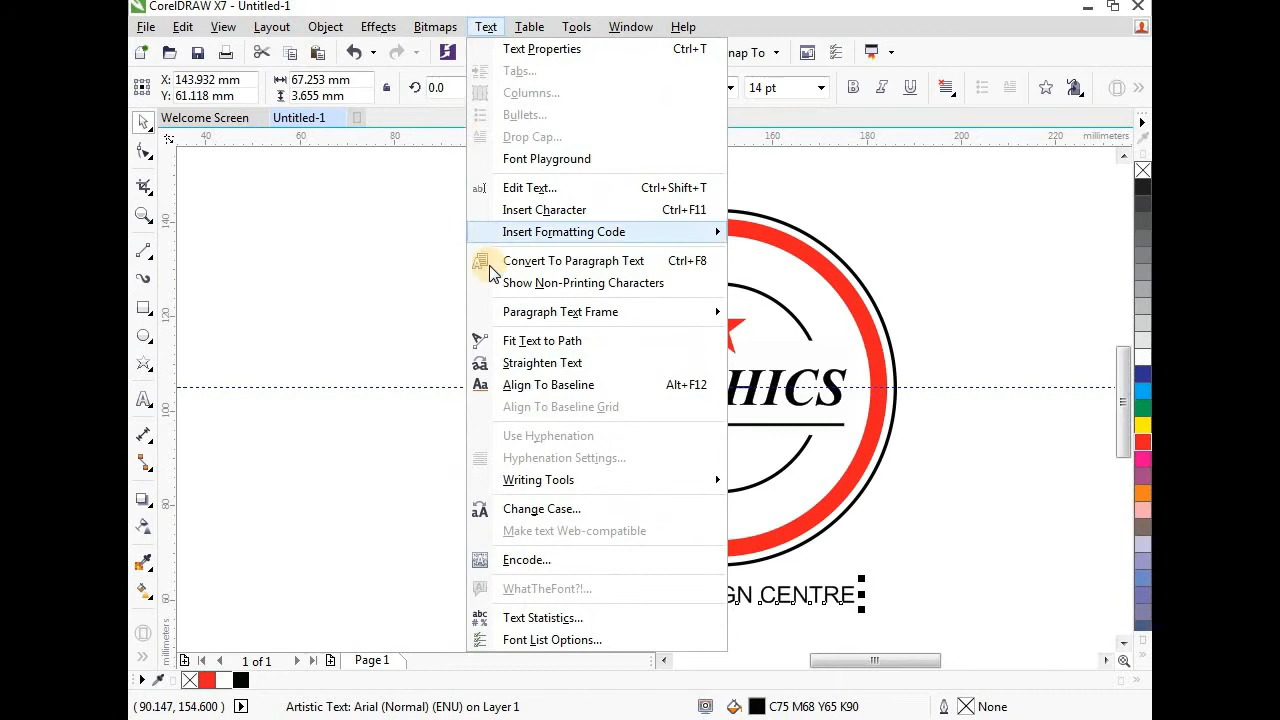 CorelDRAW X7 - Untitled-1
File Edit View Layout Object Effects Bitmaps Text Table Tools Window Help
Snap To
X: 143.933 mm
Y: 61.118 mm
67.253 mm
3.655 mm
0.0
14 pt
Welcome Screen Untitled-1
40 60 80 160 180 200 220 millimeters
140
120
100
80
60
millimeters
Text Properties Ctrl+T
Tabs...
Columns...
Bullets...
Drop Cap...
Font Playground
Edit Text... Ctrl+Shift+T
Insert Character Ctrl+F11
Insert Formatting Code
Convert To Paragraph Text Ctrl+F8
Show Non-Printing Characters
Paragraph Text Frame
Fit Text to Path
Straighten Text
Align To Baseline Alt+F12
Align To Baseline Grid
Use Hyphenation
Hyphenation Settings...
Writing Tools
Change Case...
Make text Web-compatible
Encode...
WhatTheFont?!...
Text Statistics...
Font List Options...
HICS
GN CENTRE
1 of 1 Page 1
( 90.147, 154.600 ) Artistic Text: Arial (Normal) (ENU) on Layer 1 C75 M68 Y65 K90 None